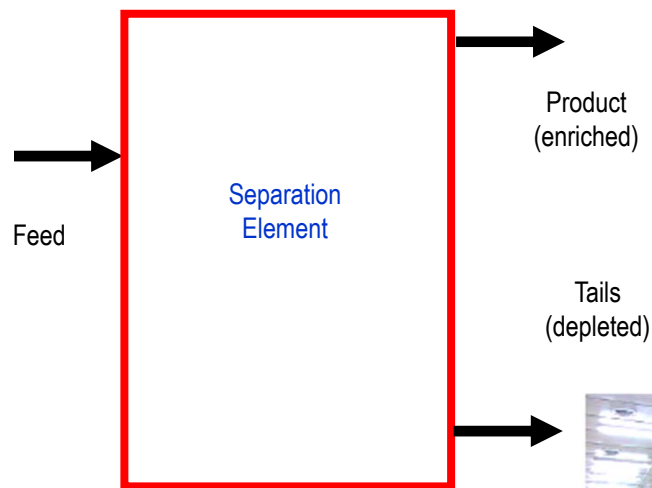 Product
(enriched)
Separation
Element
Feed
Tails
(depleted)